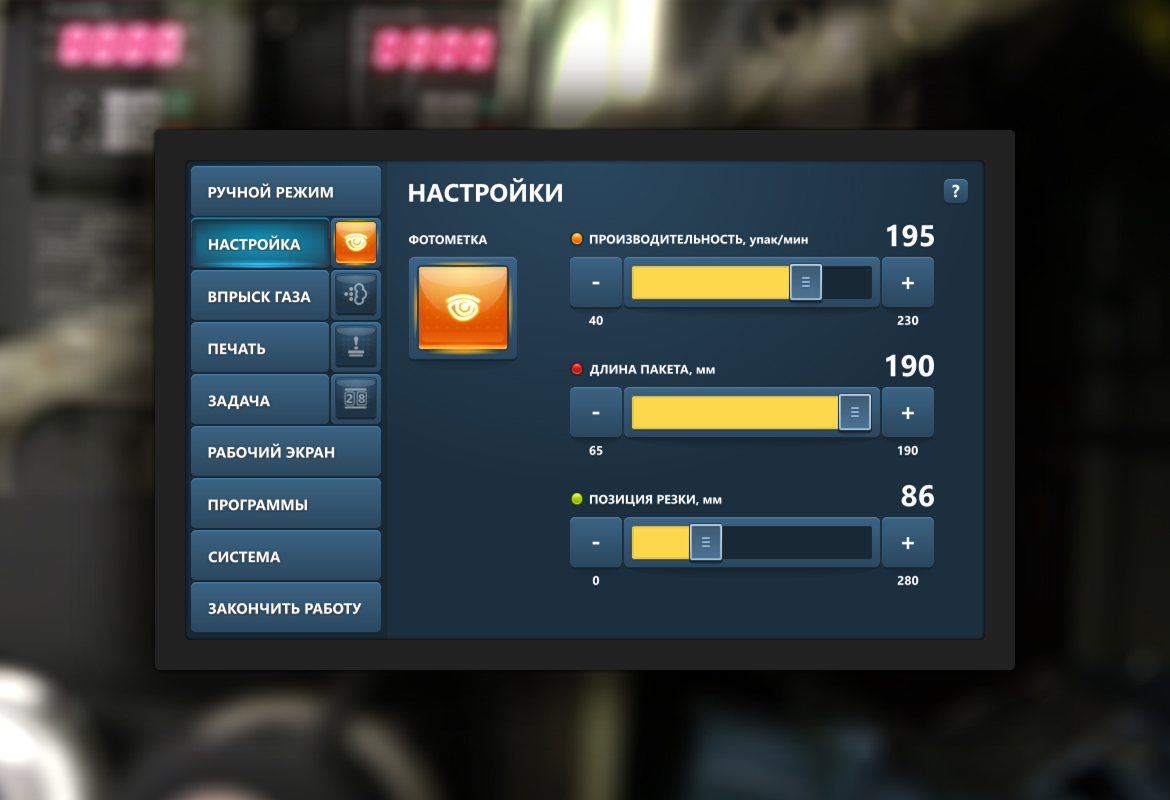 РУЧНОЙ РЕЖИМ
НАСТРОЙКА
ВПРЫСК ГАЗА
ПЕЧАТЬ
ЗАДАЧА
28
РАБОЧИЙ ЭКРАН
ПРОГРАММЫ
СИСТЕМА
ЗАКОНЧИТЬ РАБОТУ
НАСТРОЙКИ
?
ФОТОМЕТКА
ПРОИЗВОДИТЕЛЬНОСТЬ, упак/мин 195
- +
40 230
ДЛИНА ПАКЕТА, мм 190
- +
65 190
ПОЗИЦИЯ РЕЗКИ, мм 86
- +
0 280